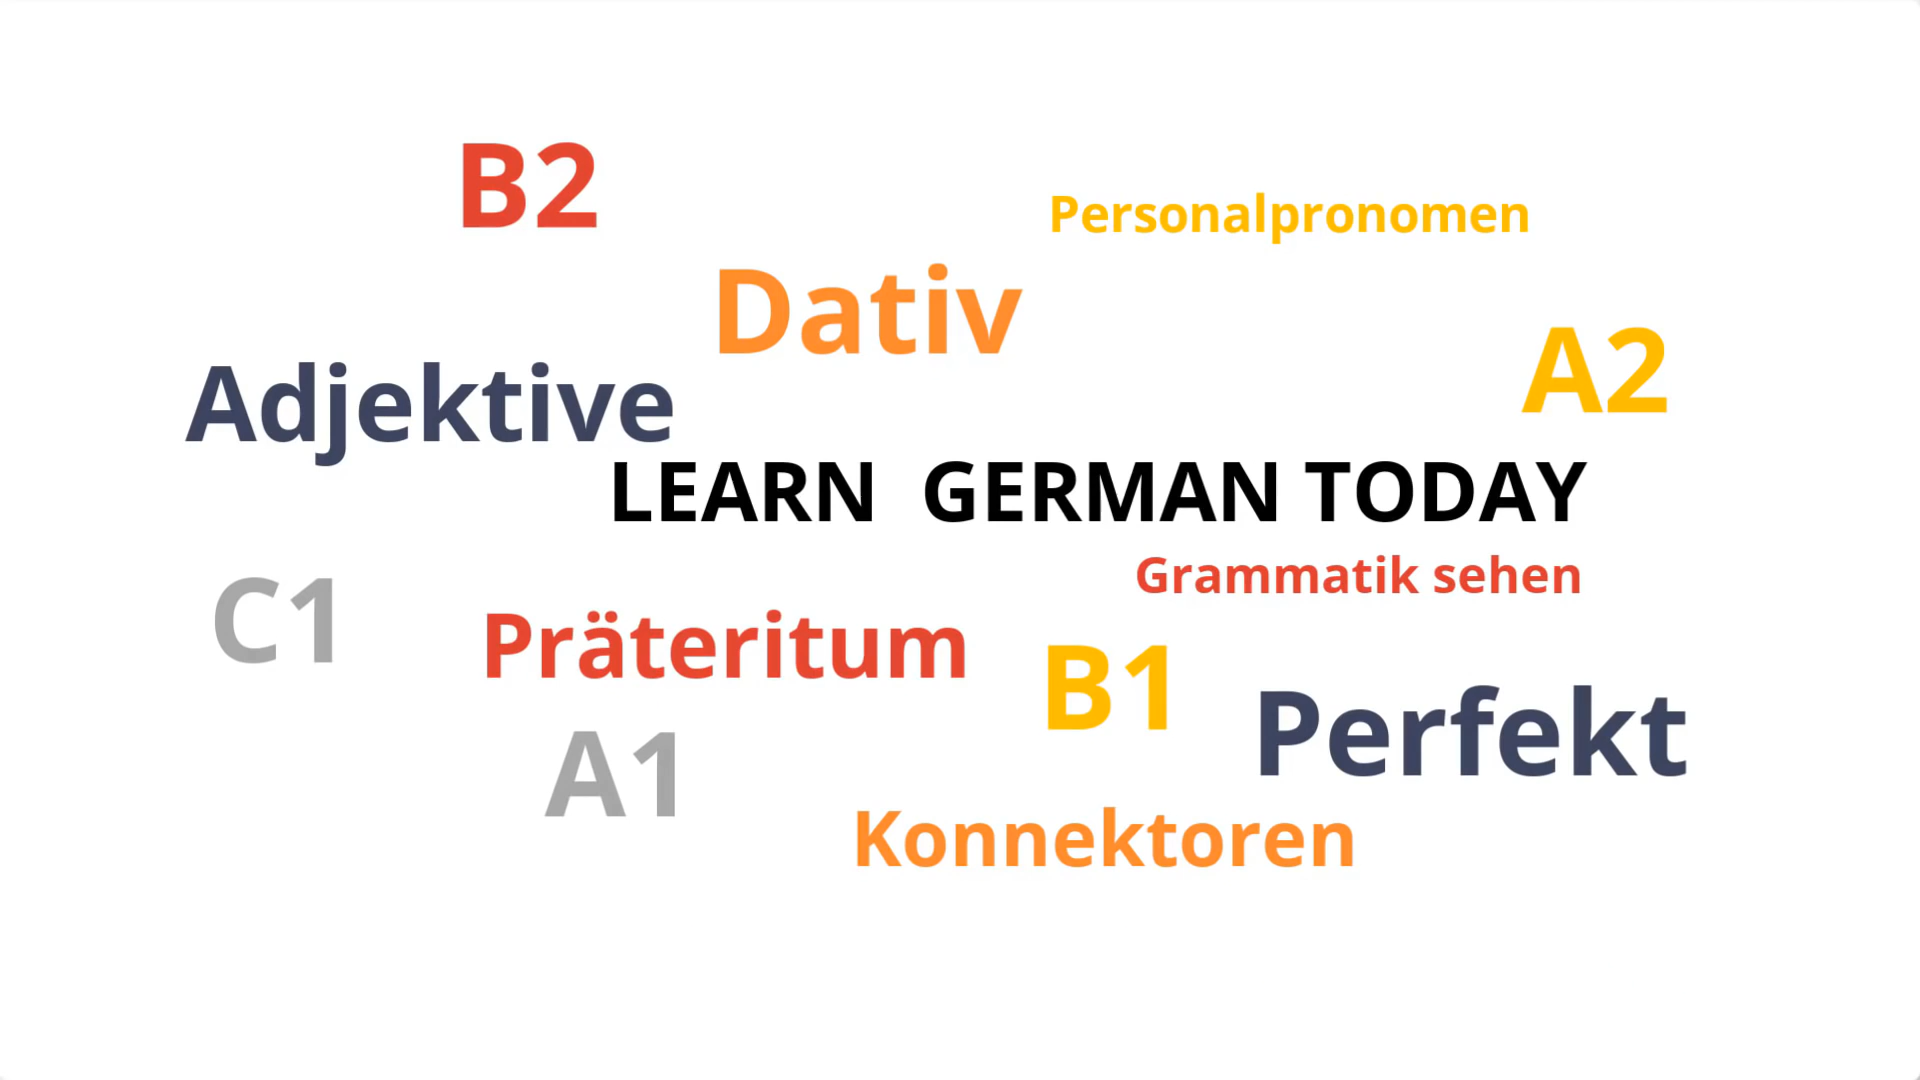 B2
Personalpronomen
Dativ
A2
Adjektive
LEARN GERMAN TODAY
Grammatik sehen
C1
Präteritum
B1
Perfekt
A1
Konnektoren